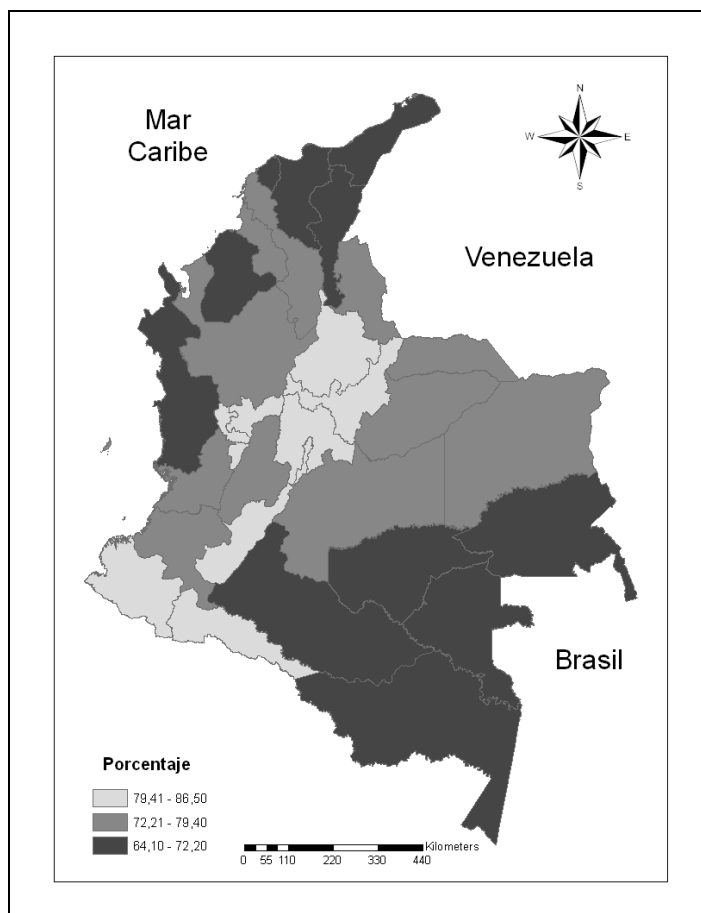 N
Mar
Caribe
W
E
S
Venezuela
Brasil
Porcentaje
79,41 - 86,50
72,21 - 79,40
64,10 - 72,20
Kilometers
0 55 110 220 330 440